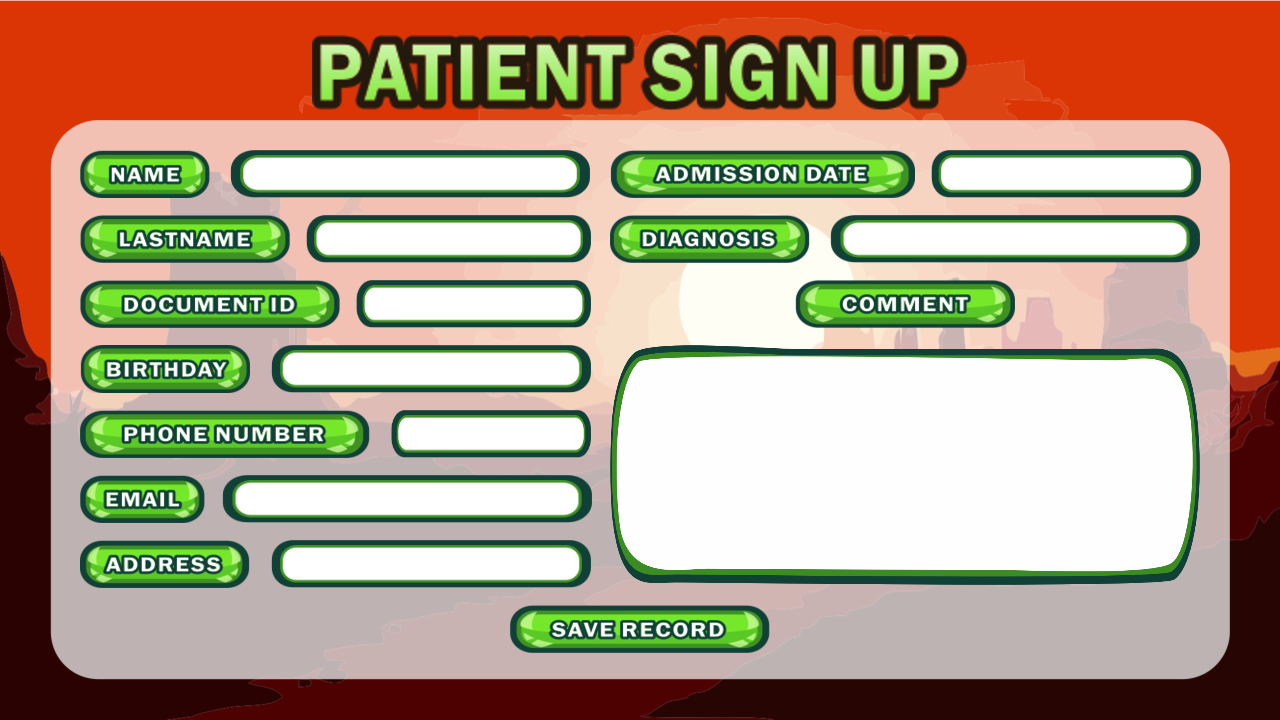 PATIENT SIGN UP
NAME
LASTNAME
DOCUMENT ID
BIRTHDAY
PHONE NUMBER
EMAIL
ADDRESS
ADMISSION DATE
DIAGNOSIS
COMMENT
SAVE RECORD